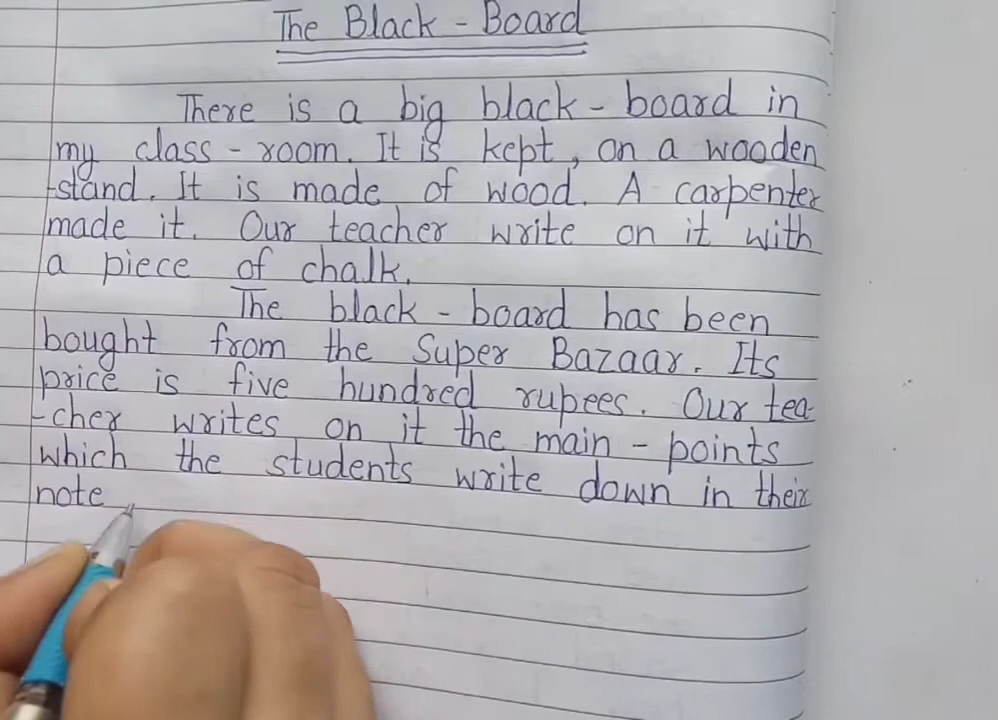 The Black - Board
There is a big black - board in
my class - room. It is kept, on a wooden
-stand. It is made of wood. A carpenter
made it. Our teacher write on it with
a piece of chalk.
The black - board has been
bought from the Super Bazaar. Its
price is five hundred rupees. Our tea-
-cher writes on it the main - points
which the students write down in their
note